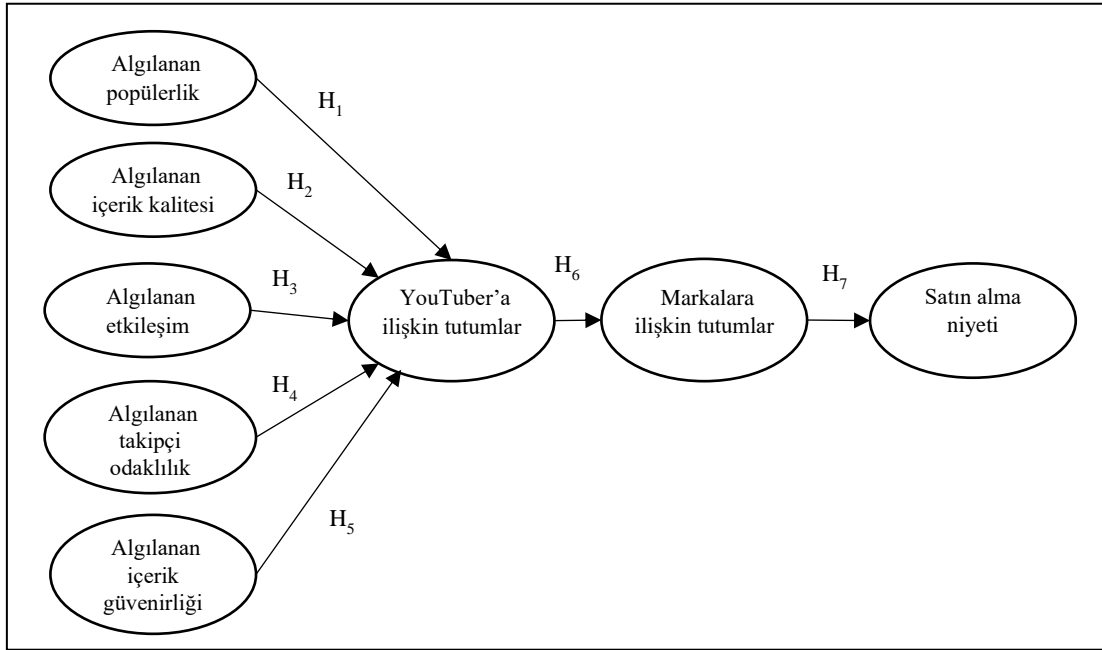 Algılanan
popülerlik
H1
Algılanan
içerik kalitesi
H2
Algılanan
etkileşim
H3
YouTuber’a
ilişkin tutumlar
H6
Markalara
ilişkin tutumlar
H7
Satın alma
niyeti
Algılanan
takipçi
odaklılık
H4
Algılanan
içerik
güvenirliği
H5